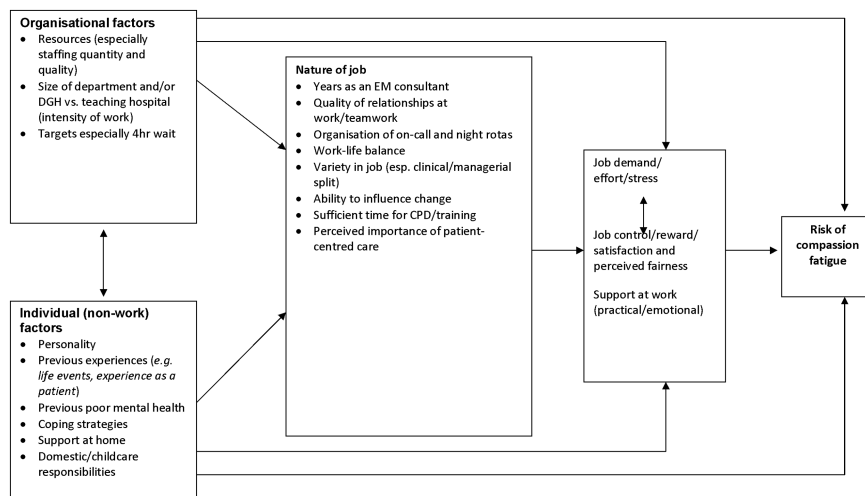 Organisational factors
• Resources (especially
staffing quantity and
quality)
• Size of department and/or
DGH vs. teaching hospital
(intensity of work)
• Targets especially 4hr wait
Individual (non-work)
factors
• Personality
• Previous experiences (e.g.
life events, experience as a
patient)
• Previous poor mental health
• Coping strategies
• Support at home
• Domestic/childcare
responsibilities
Nature of job
• Years as an EM consultant
• Quality of relationships at
work/teamwork
• Organisation of on-call and night rotas
• Work-life balance
• Variety in job (esp. clinical/managerial
split)
• Ability to influence change
• Sufficient time for CPD/training
• Perceived importance of patient-
centred care
Job demand/
effort/stress
Job control/reward/
satisfaction and
perceived fairness
Support at work
(practical/emotional)
Risk of
compassion
fatigue